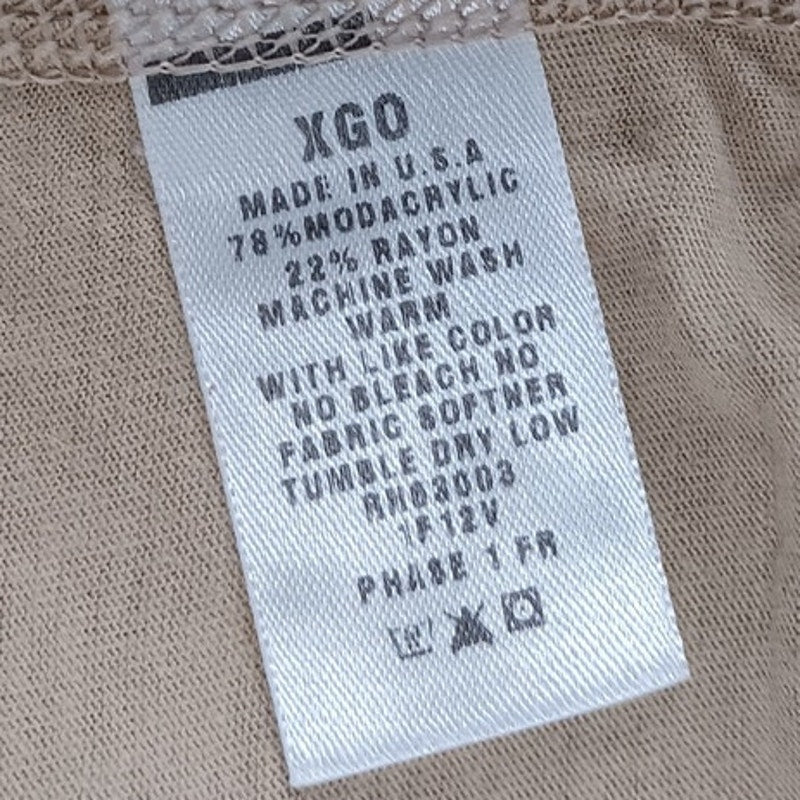 XGO
MADE IN U.S.A
78%MODACRYLIC
22% RAYON
MACHINE WASH
WARM
WITH LIKE COLOR
NO BLEACH NO
FABRIC SOFTNER
TUMBLE DRY LOW
RN63003
1F12V
PHASE 1 FR